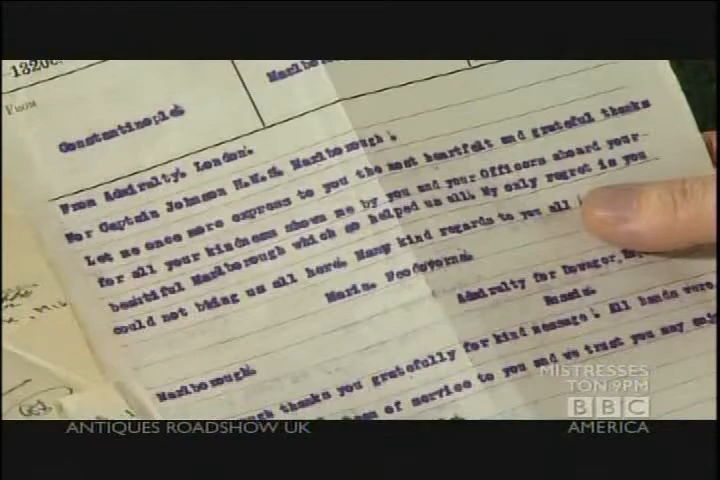 1320
From
Constantinople
From Admiralty. London.
For Captain Johnson H.M.S. Marlborough.
Let me once more express to you the most heartfelt and grateful thanks
for all your kindness shown me by you and your Officers aboard your
beautiful Marlborough which so helped us all. My only regret is you
could not bring us all here. Many kind regards to you all
Marie.
Admiralty for Dowager
Russia.
Marlborough.
thanks you gratefully for kind message. All hands were
of service to you and we trust you may
MISTRESSES
TON 9PM
BBC
AMERICA
ANTIQUES ROADSHOW UK